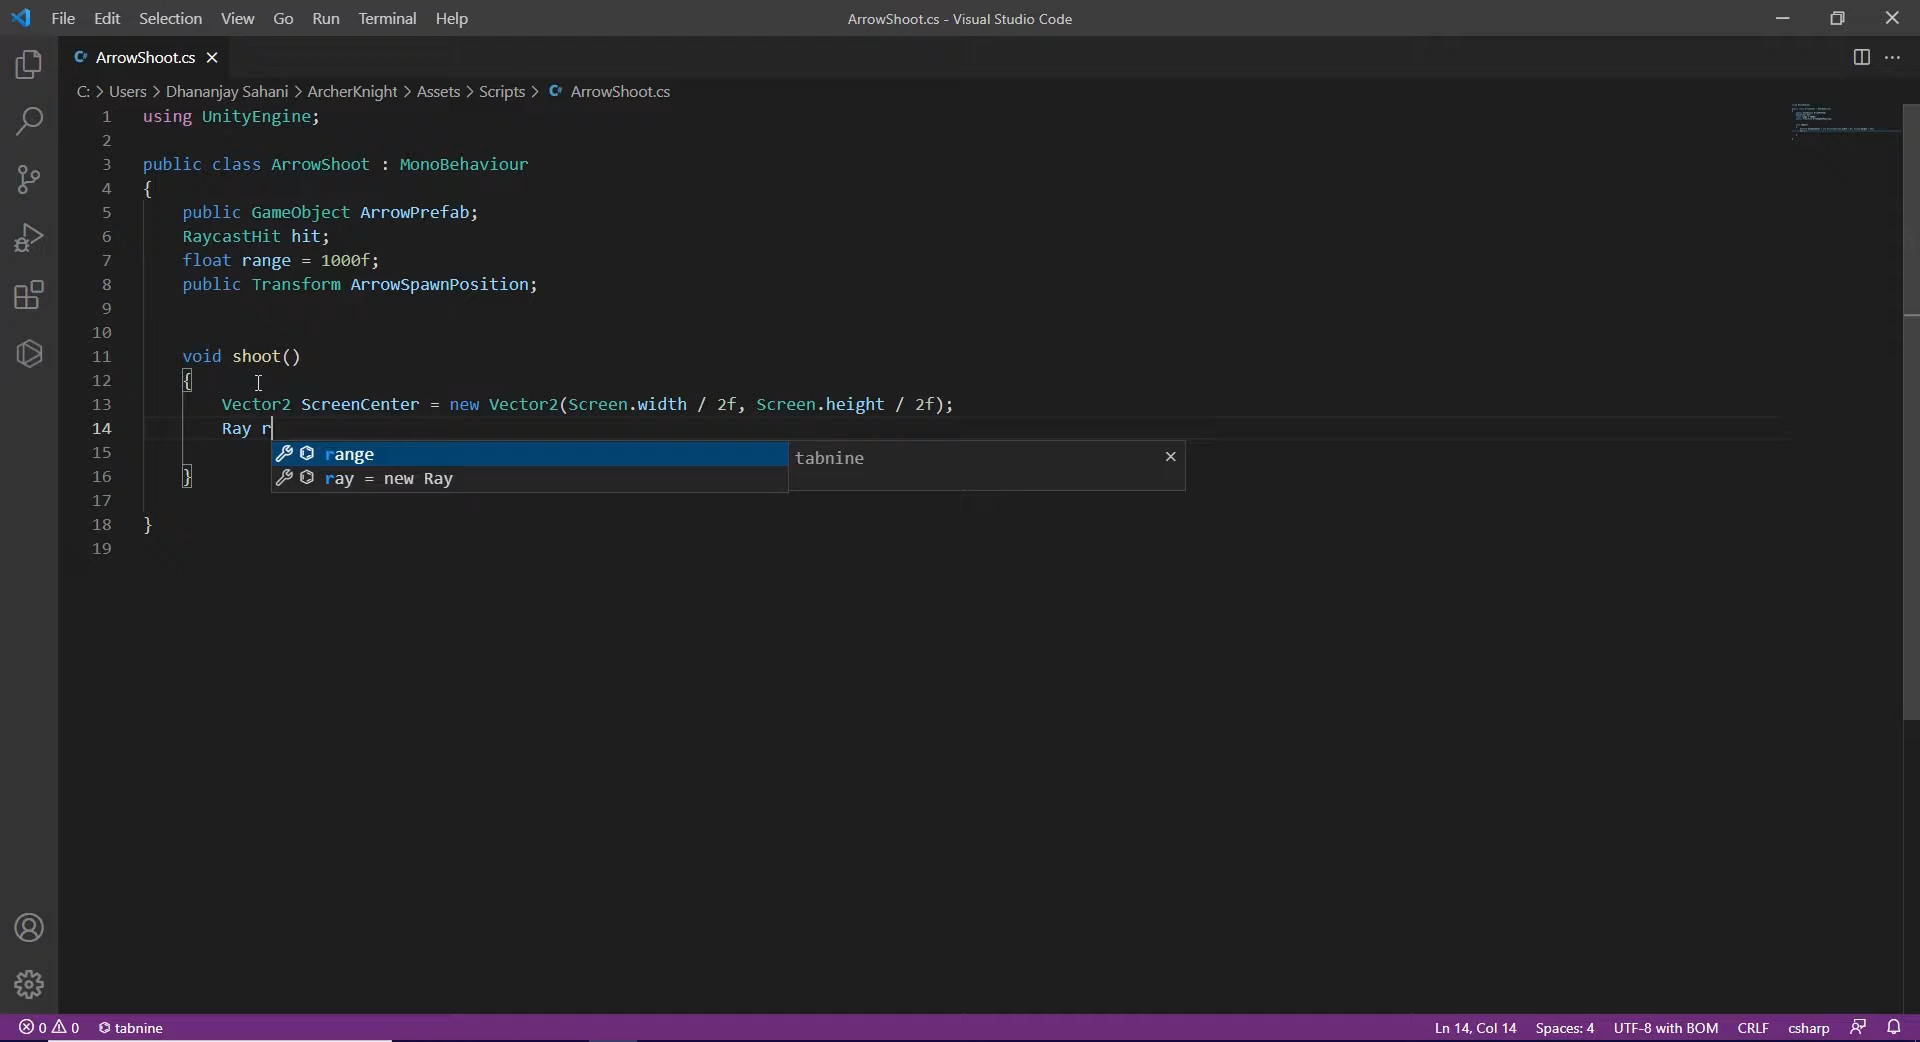 File Edit Selection View Go Run Terminal Help ArrowShoot.cs - Visual Studio Code
ArrowShoot.cs
C: > Users > Dhananjay Sahani > ArcherKnight > Assets > Scripts > ArrowShoot.cs
1 using UnityEngine;
2
3 public class ArrowShoot : MonoBehaviour
4 {
5 public GameObject ArrowPrefab;
6 RaycastHit hit;
7 float range = 1000f;
8 public Transform ArrowSpawnPosition;
9
10
11 void shoot()
12 {
13 Vector2 ScreenCenter = new Vector2(Screen.width / 2f, Screen.height / 2f);
14 Ray r
range tabnine
15
ray = new Ray
16 }
17
18 }
19
0 0 tabnine Ln 14, Col 14 Spaces: 4 UTF-8 with BOM CRLF csharp